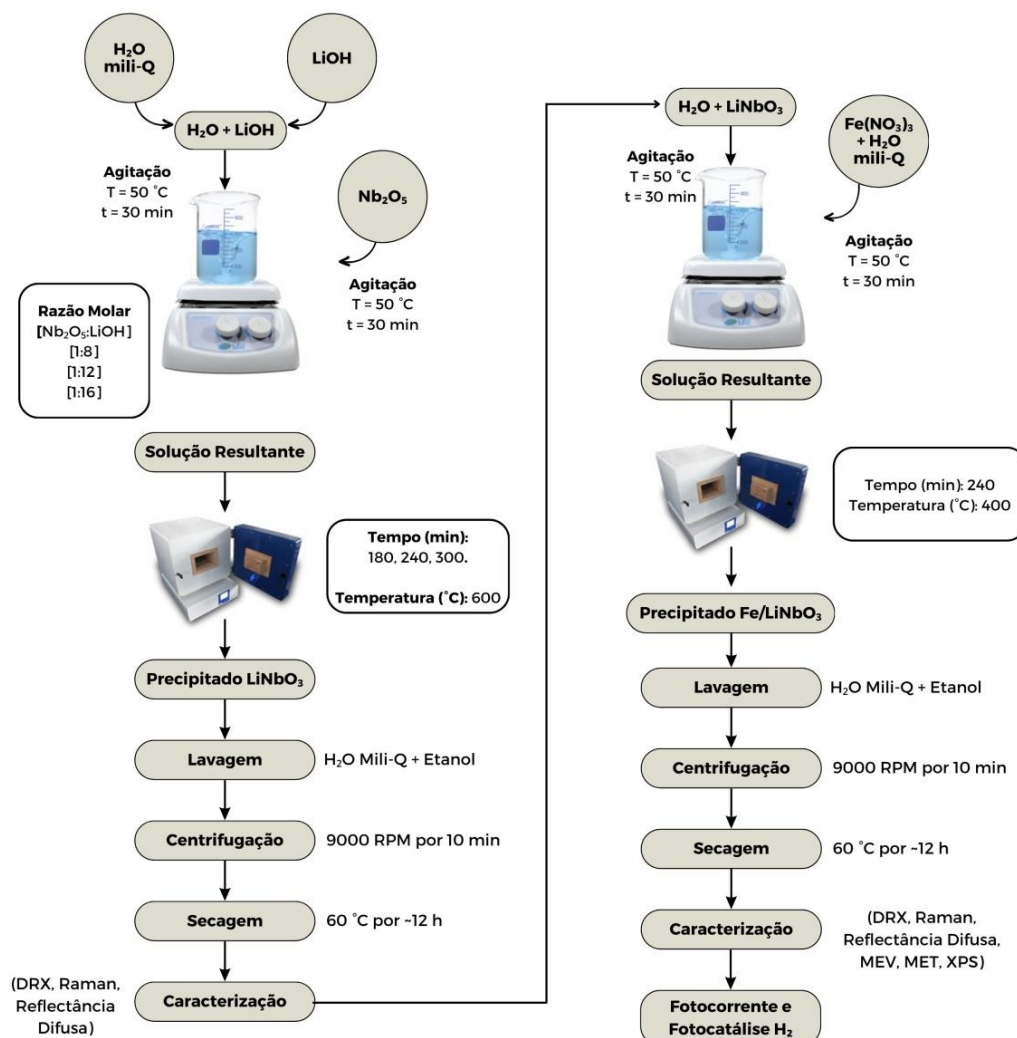 H₂O
mili-Q
LiOH
H₂O + LiOH
Agitação
T = 50 °C
t = 30 min
Nb₂O₅
Agitação
T = 50 °C
t = 30 min
Razão Molar
[Nb₂O₅:LiOH]
[1:8]
[1:12]
[1:16]
Solução Resultante
Tempo (min):
180, 240, 300.
Temperatura (°C): 600
Precipitado LiNbO₃
Lavagem
H₂O Mili-Q + Etanol
Centrifugação
9000 RPM por 10 min
Secagem
60 °C por ~12 h
(DRX, Raman,
Reflectância
Difusa)
Caracterização
H₂O + LiNbO₃
Fe(NO₃)₃
+ H₂O
mili-Q
Agitação
T = 50 °C
t = 30 min
Agitação
T = 50 °C
t = 30 min
Solução Resultante
Tempo (min): 240
Temperatura (°C): 400
Precipitado Fe/LiNbO₃
Lavagem
H₂O Mili-Q + Etanol
Centrifugação
9000 RPM por 10 min
Secagem
60 °C por ~12 h
Caracterização
(DRX, Raman,
Reflectância Difusa,
MEV, MET, XPS)
Fotocorrente e
Fotocatálise H₂